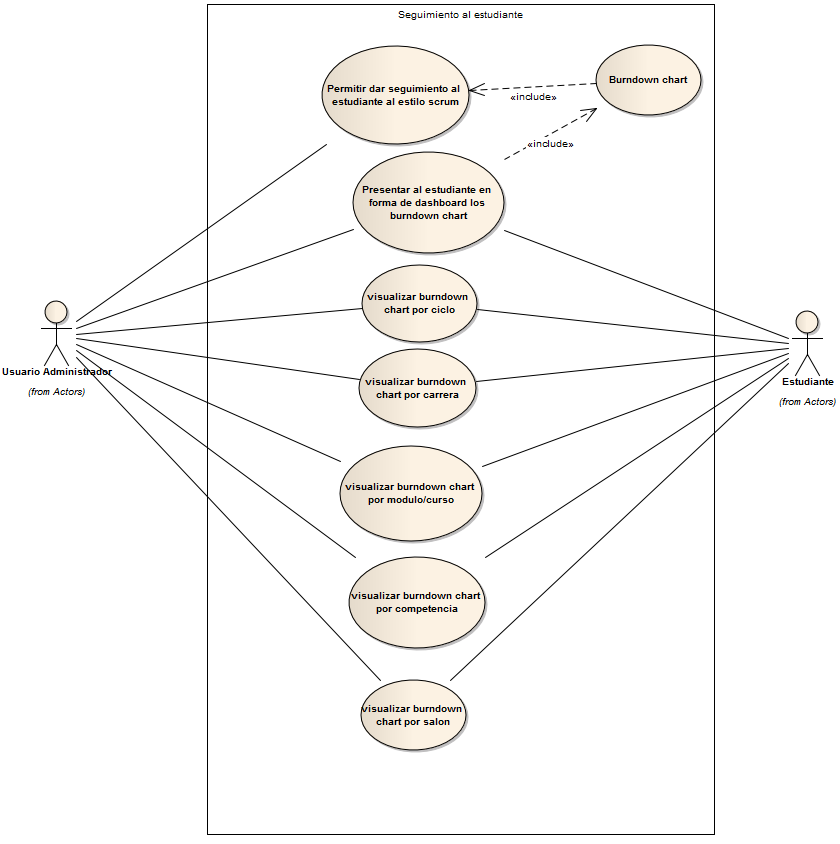 Seguimiento al estudiante
Permitir dar seguimiento al
estudiante al estilo scrum
Burndown chart
«include»
«include»
Presentar al estudiante en
forma de dashboard los
burndown chart
visualizar burndown
chart por ciclo
visualizar burndown
chart por carrera
visualizar burndown chart
por modulo/curso
visualizar burndown chart
por competencia
visualizar burndown
chart por salon
Usuario Administrador
(from Actors)
Estudiante
(from Actors)